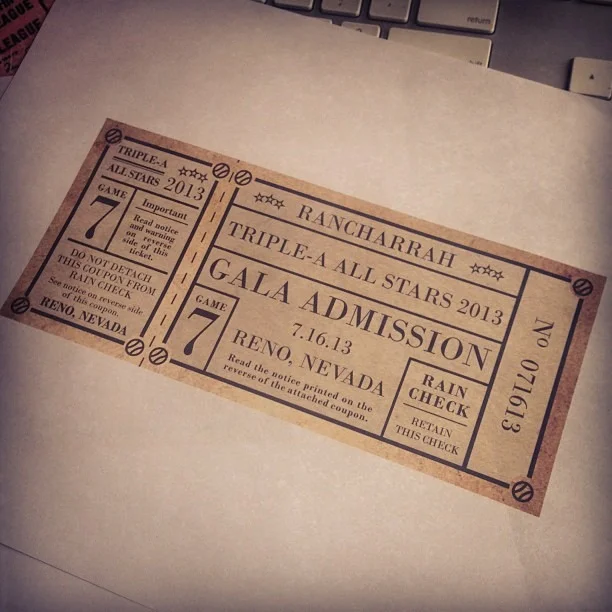 LEAGUE
LEAGUE
return
TRIPLE-A
ALL STARS 2013
GAME
7
Important
Read notice
and warning
on reverse
side of this
ticket.
DO NOT DETACH
THIS COUPON FROM
RAIN CHECK
See notice on reverse side
of this coupon.
RENO, NEVADA
RANCHARRAH
TRIPLE-A ALL STARS 2013
GALA ADMISSION
GAME
7
7.16.13
RENO, NEVADA
Read the notice printed on the
reverse of the attached coupon.
RAIN
CHECK
RETAIN
THIS CHECK
Nº 071613